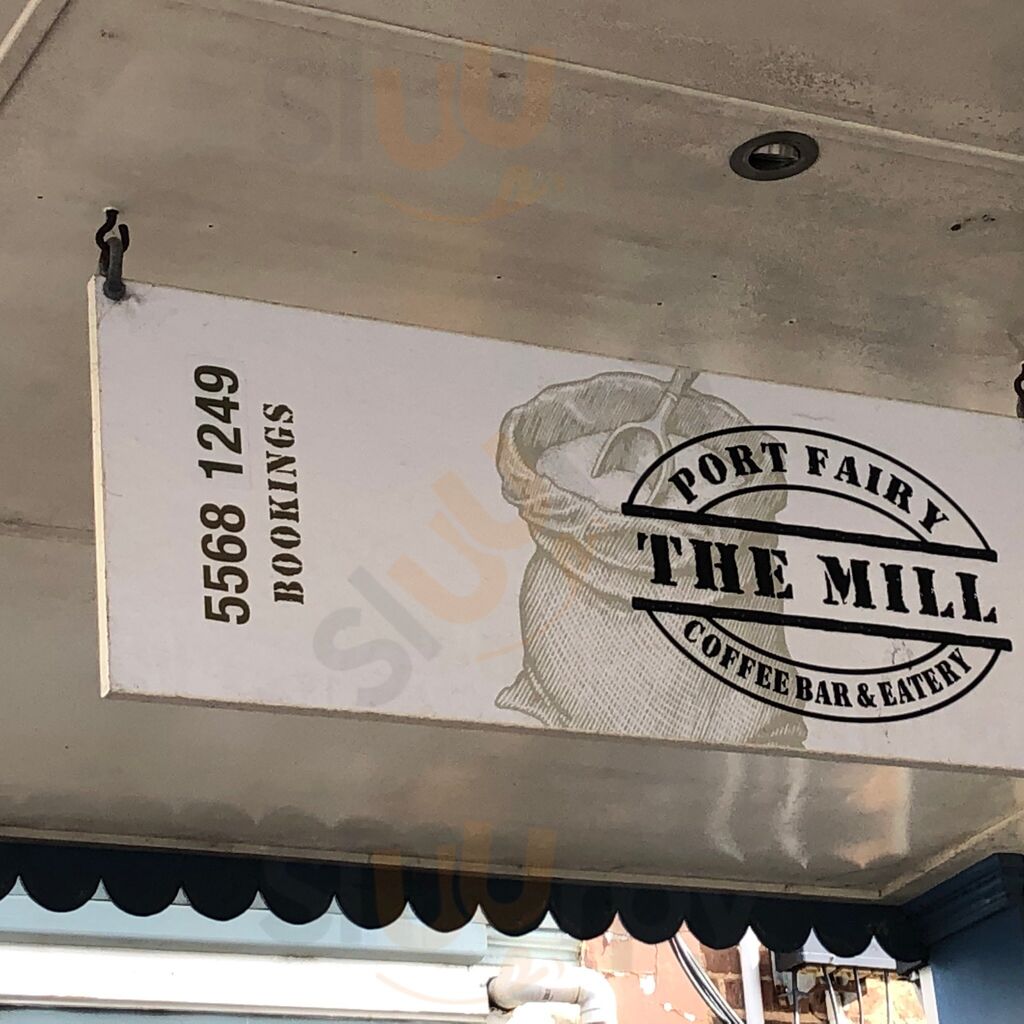 5568 1249
BOOKINGS
PORT FAIRY
THE MILL
COFFEE BAR & EATERY